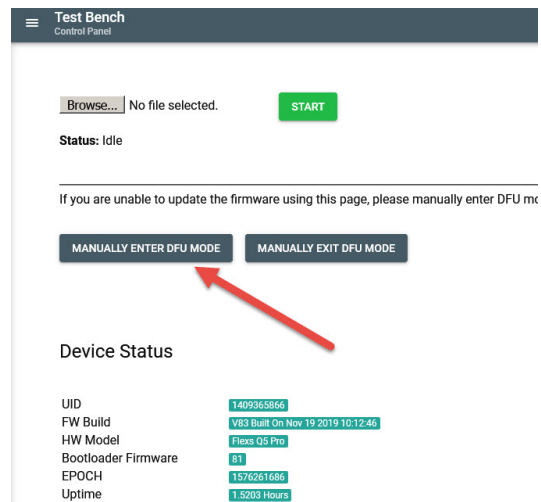 Test Bench
Control Panel
Browse... No file selected. START
Status: Idle
If you are unable to update the firmware using this page, please manually enter DFU
MANUALLY ENTER DFU MODE MANUALLY EXIT DFU MODE
Device Status
UID 1409365866
FW Build V83 Built On Nov 19 2019 10:12:46
HW Model Flexs Q5 Pro
Bootloader Firmware 81
EPOCH 1576261686
Uptime 1.5203 Hours